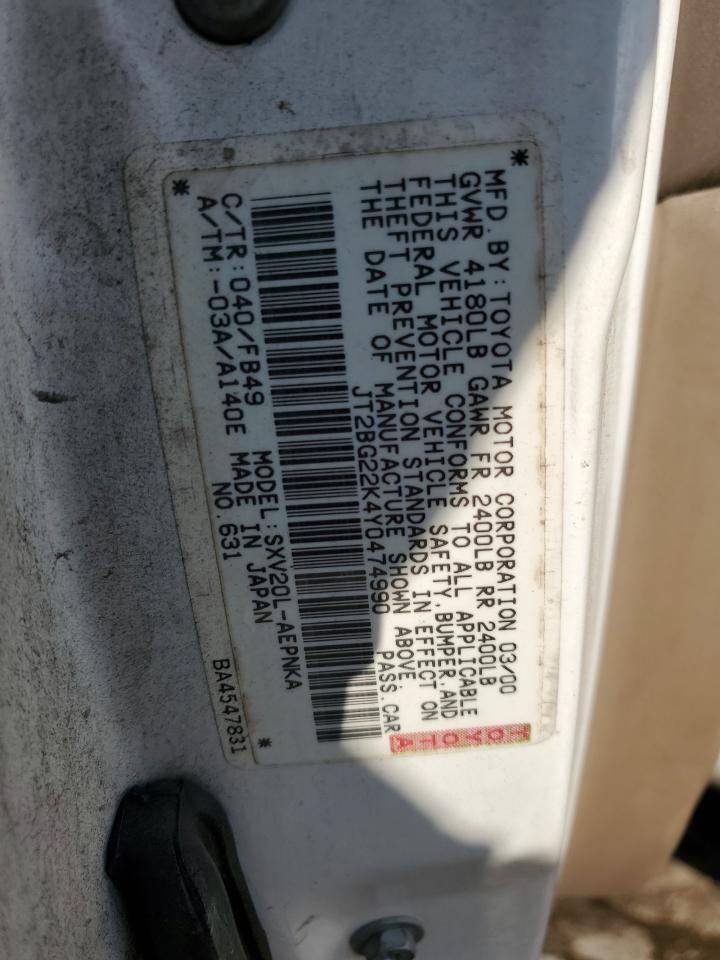 MFD. BY: TOYOTA MOTOR CORPORATION 03/00
GVWR 4180LB GAWR FR 2400LB RR 2400LB
THIS VEHICLE CONFORMS TO ALL APPLICABLE
FEDERAL MOTOR VEHICLE SAFETY, BUMPER, AND
THEFT PREVENTION STANDARDS IN EFFECT ON
THE DATE OF MANUFACTURE SHOWN ABOVE.
JT2BG22K4Y0474990 PASS. CAR
TOYOTA
C/TR: 040/FB49 MODEL: SXV20L-AEPNKA
A/TM: -03A/A140E MADE IN JAPAN
NO. 631
BA4547831